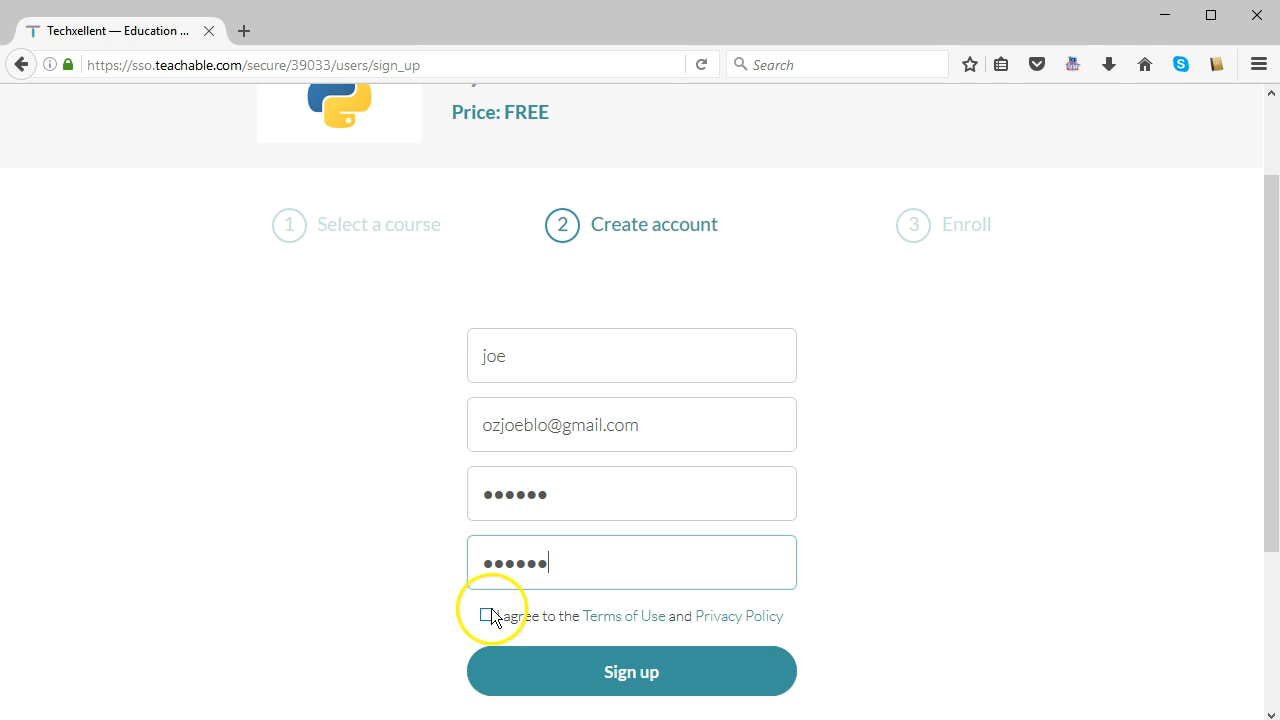 Techxellent — Education ...
https://sso.teachable.com/secure/39033/users/sign_up
Search
Price: FREE
1 Select a course
2 Create account
3 Enroll
joe
ozjoeblo@gmail.com
●●●●●●
●●●●●●
I agree to the Terms of Use and Privacy Policy
Sign up